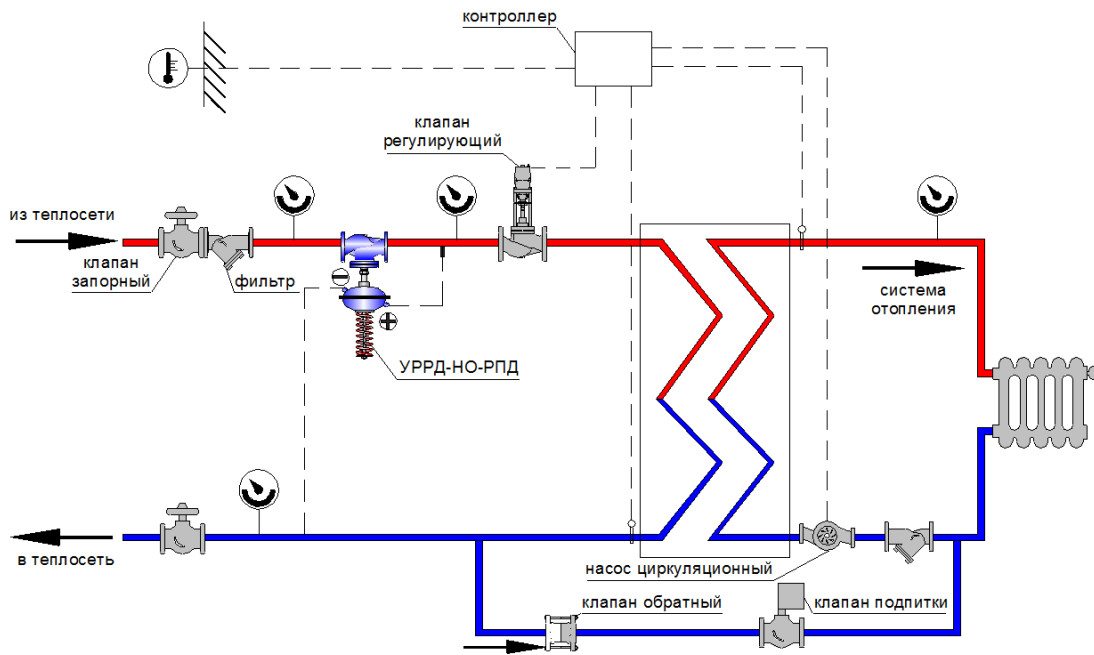 контроллер
клапан
регулирующий
из теплосети
клапан
запорный
фильтр
система
отопления
УРРД-НО-РПД
в теплосеть
насос циркуляционный
клапан обратный
клапан подпитки